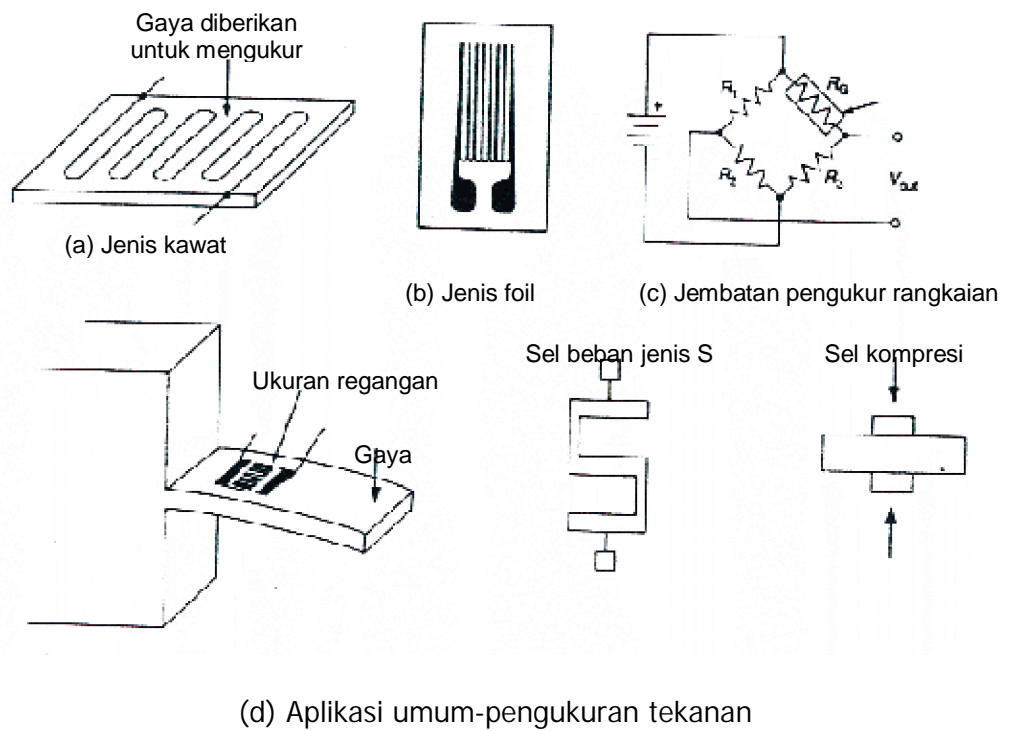 Gaya diberikan
untuk mengukur
(a) Jenis kawat
(b) Jenis foil
+
R1
RG
R2
R3
Vout
(c) Jembatan pengukur rangkaian
Ukuran regangan
Gaya
Sel beban jenis S
Sel kompresi
(d) Aplikasi umum-pengukuran tekanan